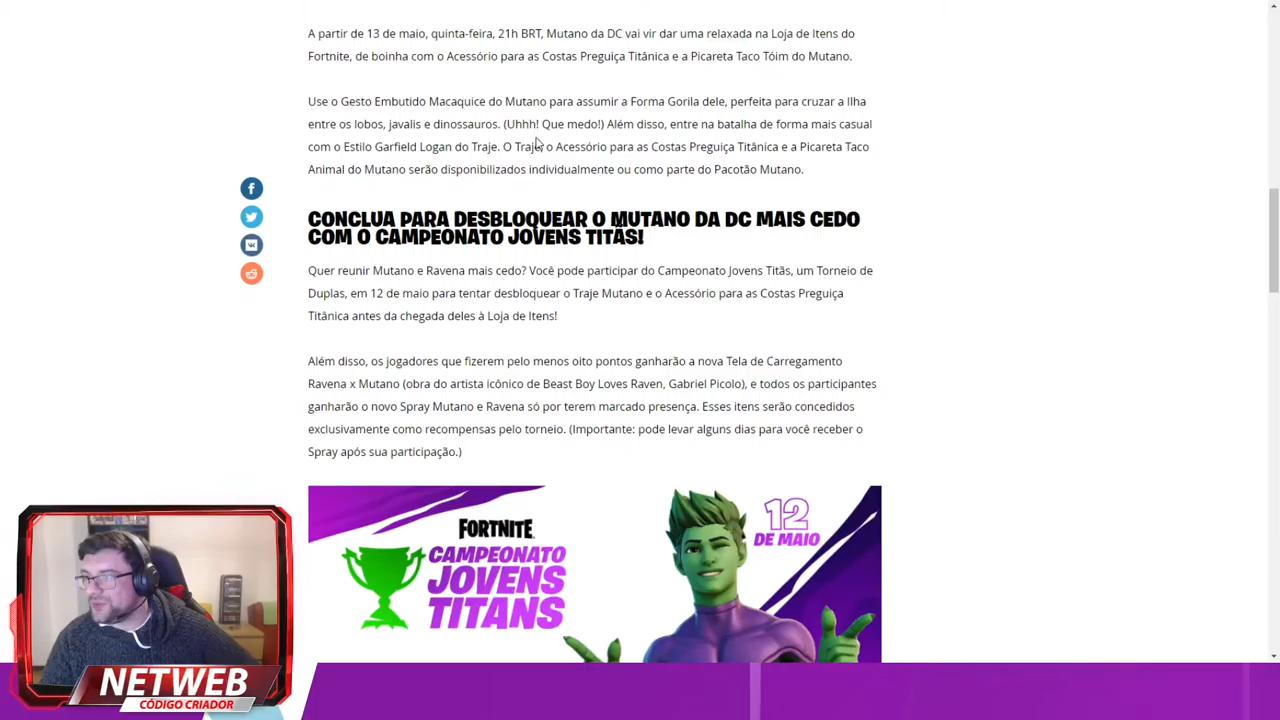 A partir de 13 de maio, quinta-feira, 21h BRT, Mutano da DC vai vir dar uma relaxada na Loja de Itens do
Fortnite, de boinha com o Acessório para as Costas Preguiça Titânica e a Picareta Taco Tóim do Mutano.
Use o Gesto Embutido Macaquice do Mutano para assumir a Forma Gorila dele, perfeita para cruzar a Ilha
entre os lobos, javalis e dinossauros. (Uhhh! Que medo!) Além disso, entre na batalha de forma mais casual
com o Estilo Garfield Logan do Traje. O Traje, o Acessório para as Costas Preguiça Titânica e a Picareta Taco
Animal do Mutano serão disponibilizados individualmente ou como parte do Pacotão Mutano.
CONCLUA PARA DESBLOQUEAR O MUTANO DA DC MAIS CEDO
COM O CAMPEONATO JOVENS TITÃS!
Quer reunir Mutano e Ravena mais cedo? Você pode participar do Campeonato Jovens Titãs, um Torneio de
Duplas, em 12 de maio para tentar desbloquear o Traje Mutano e o Acessório para as Costas Preguiça
Titânica antes da chegada deles à Loja de Itens!
Além disso, os jogadores que fizerem pelo menos oito pontos ganharão a nova Tela de Carregamento
Ravena x Mutano (obra do artista icônico de Beast Boy Loves Raven, Gabriel Picolo), e todos os participantes
ganharão o novo Spray Mutano e Ravena só por terem marcado presença. Esses itens serão concedidos
exclusivamente como recompensas pelo torneio. (Importante: pode levar alguns dias para você receber o
Spray após sua participação.)
FORTNITE
CAMPEONATO
JOVENS
TITANS
12
DE MAIO
NETWEB
CÓDIGO CRIADOR